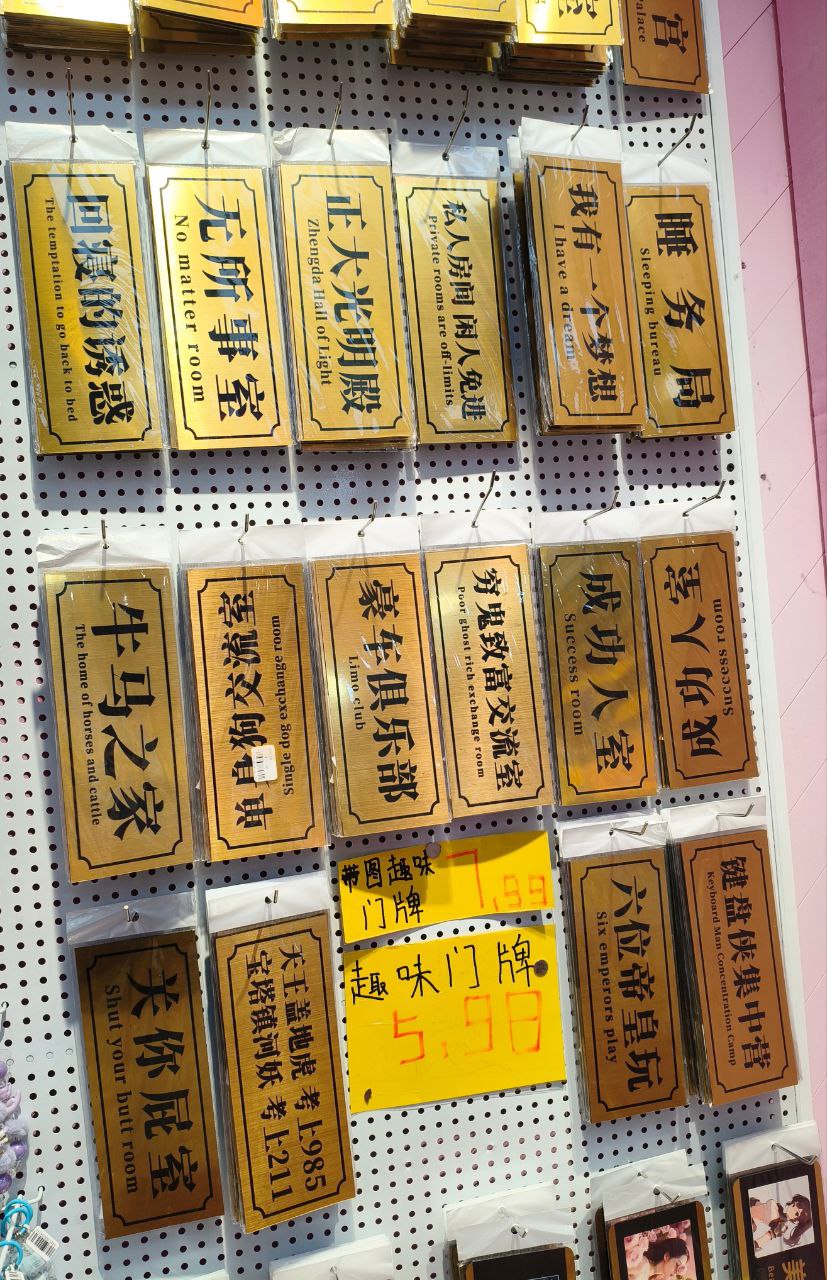 室
宫
Palace
回寝的诱惑
The temptation to go back to bed
无所事室
No matter room
正大光明殿
Zhengda Hall of Light
私人房间 闲人免进
Private rooms are off-limits
我有一个梦想
I have a dream
睡务局
Sleeping bureau
牛马之家
The home of horses and cattle
单身狗交流室
Single dog exchange room
豪车俱乐部
Limo club
穷鬼致富交流室
Poor ghost rich exchange room
成功人室
Success room
成功人室
Success room
带图趣味
门牌
7.99
趣味门牌
5.98
六位帝皇玩
Six emperors play
键盘侠集中营
Keyboard Man Concentration Camp
关你屁室
Shut your butt room
天王盖地虎 考上985
宝塔镇河妖 考上211
美